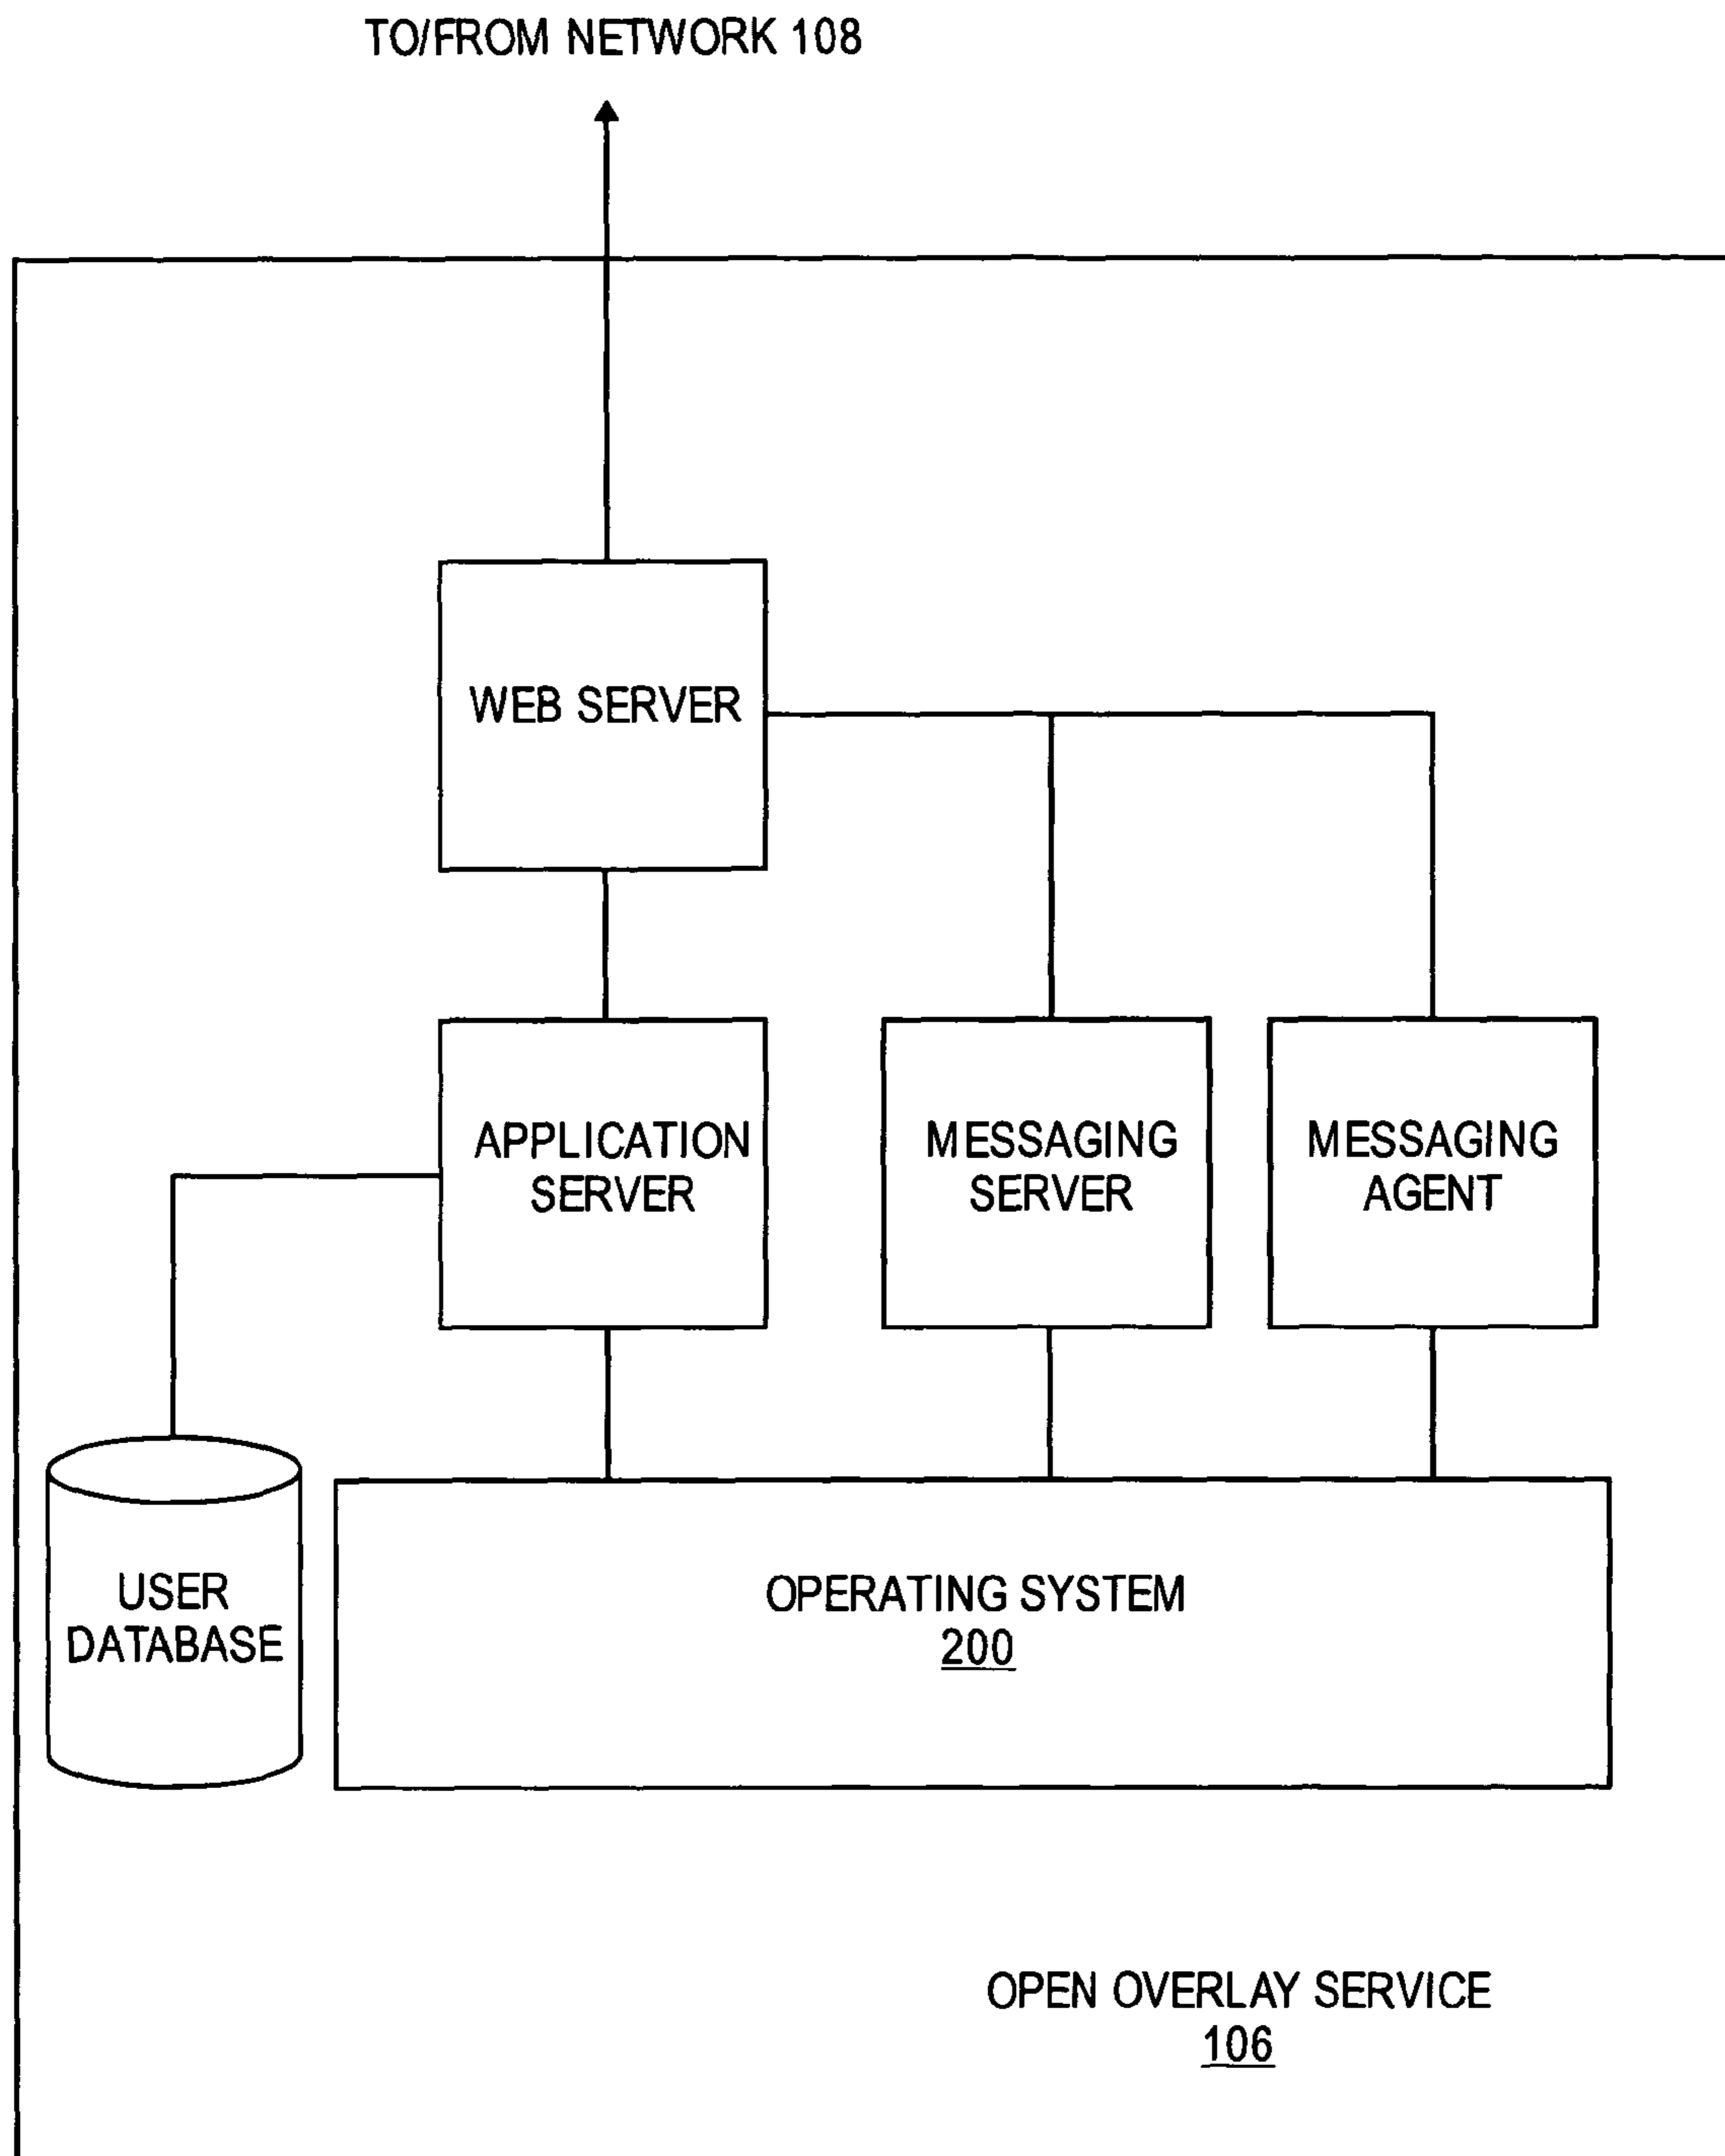 TO/FROM NETWORK 108
WEB SERVER
APPLICATION
SERVER
MESSAGING
SERVER
MESSAGING
AGENT
USER
DATABASE
OPERATING SYSTEM
200
OPEN OVERLAY SERVICE
106